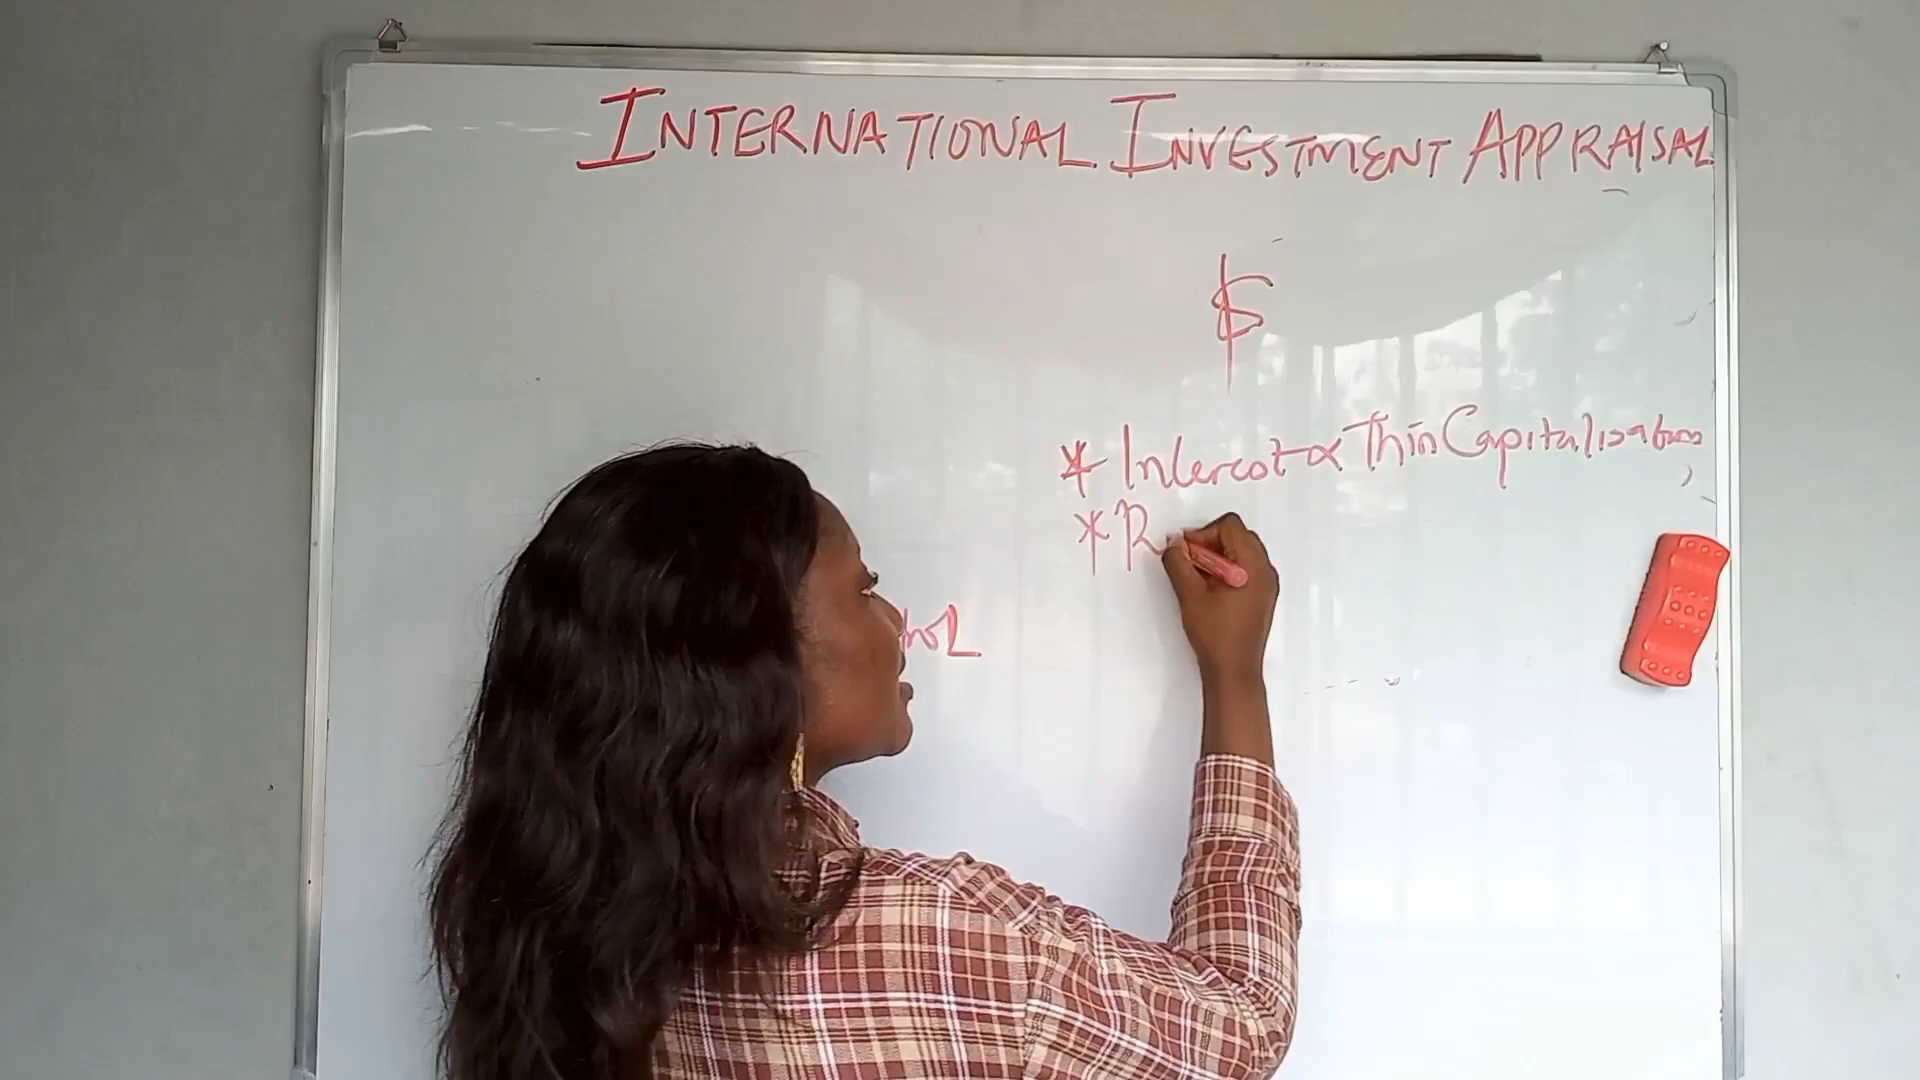 INTERNATIONAL INVESTMENT APPRAISAL
$
* Interest & Thin Capitalisation
* R